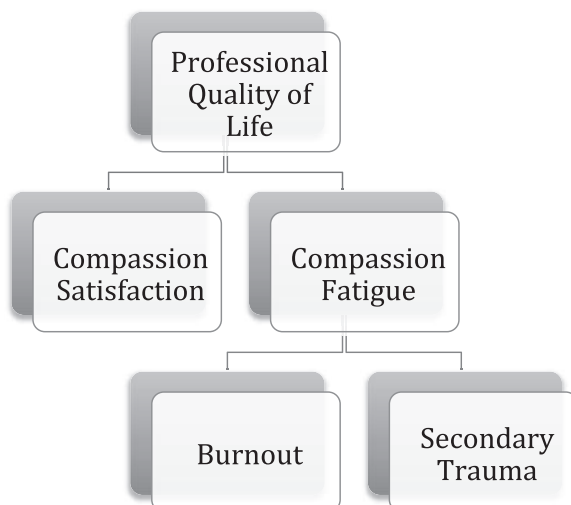 Professional
Quality of
Life
Compassion
Satisfaction
Compassion
Fatigue
Burnout
Secondary
Trauma